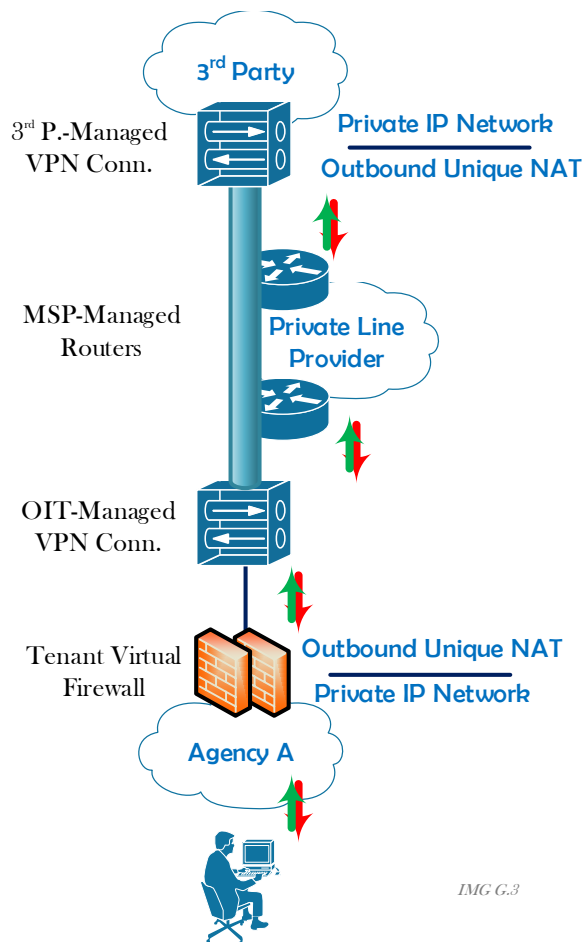 3rd Party
3rd P.-Managed
VPN Conn.
Private IP Network
Outbound Unique NAT
MSP-Managed
Routers
Private Line
Provider
OIT-Managed
VPN Conn.
Tenant Virtual
Firewall
Outbound Unique NAT
Private IP Network
Agency A
IMG G.3